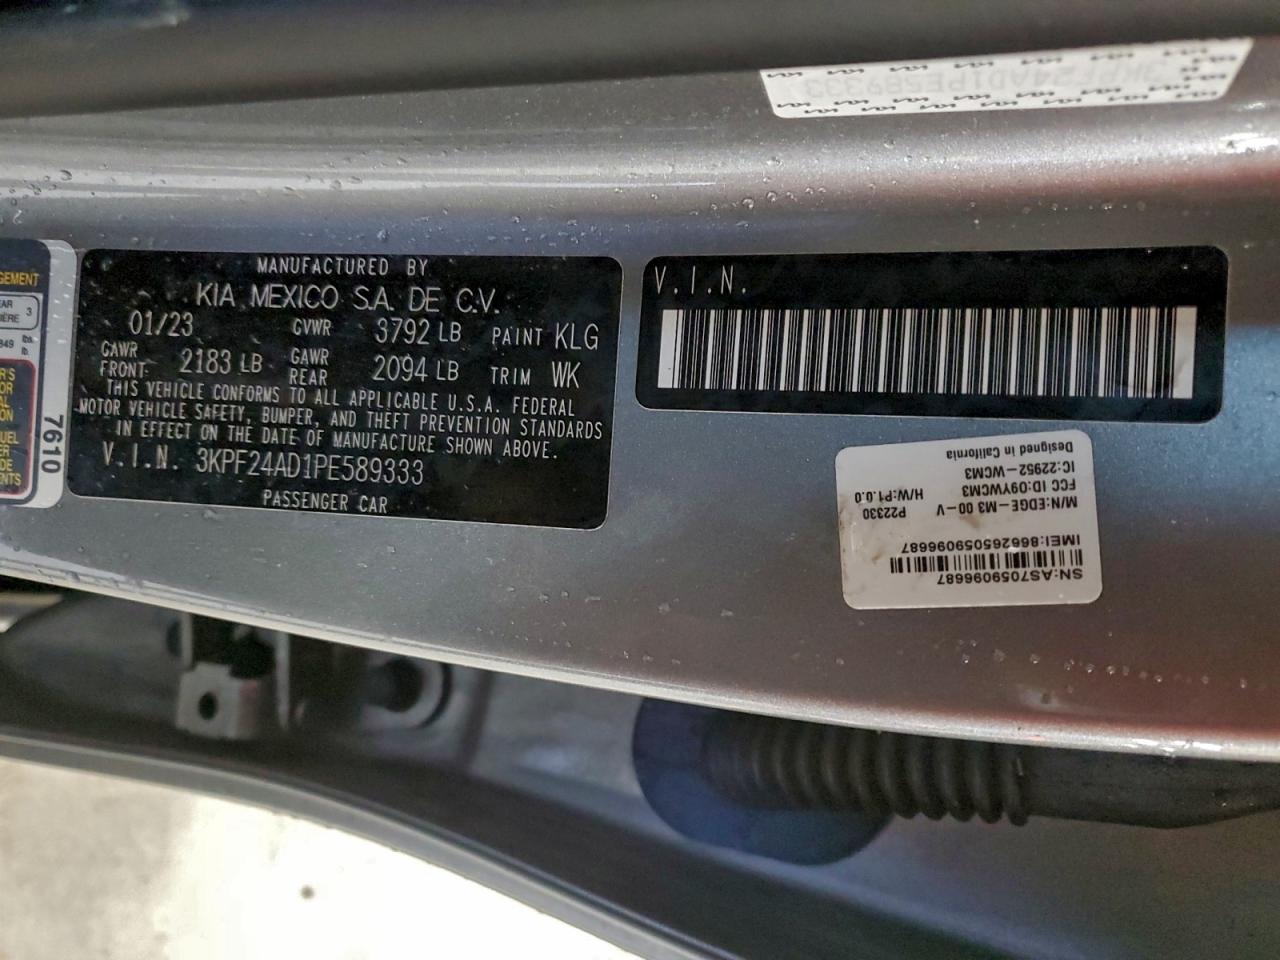 3KPF24AD1PE589333
GEMENT
3
7610
MANUFACTURED BY
KIA MEXICO S.A. DE C.V.
01/23 GVWR 3792 LB PAINT KLG
GAWR FRONT 2183 LB GAWR REAR 2094 LB TRIM WK
THIS VEHICLE CONFORMS TO ALL APPLICABLE U.S.A. FEDERAL
MOTOR VEHICLE SAFETY, BUMPER, AND THEFT PREVENTION STANDARDS
IN EFFECT ON THE DATE OF MANUFACTURE SHOWN ABOVE.
V.I.N. 3KPF24AD1PE589333
PASSENGER CAR
V.I.N.
SN:AS7059096687
IMEI:866265059096687
M/N:EDGE-M3 00-V P22330
FCC ID:09YWCM3 H/W:P1.0.0
IC:22952-WCM3
Designed in California